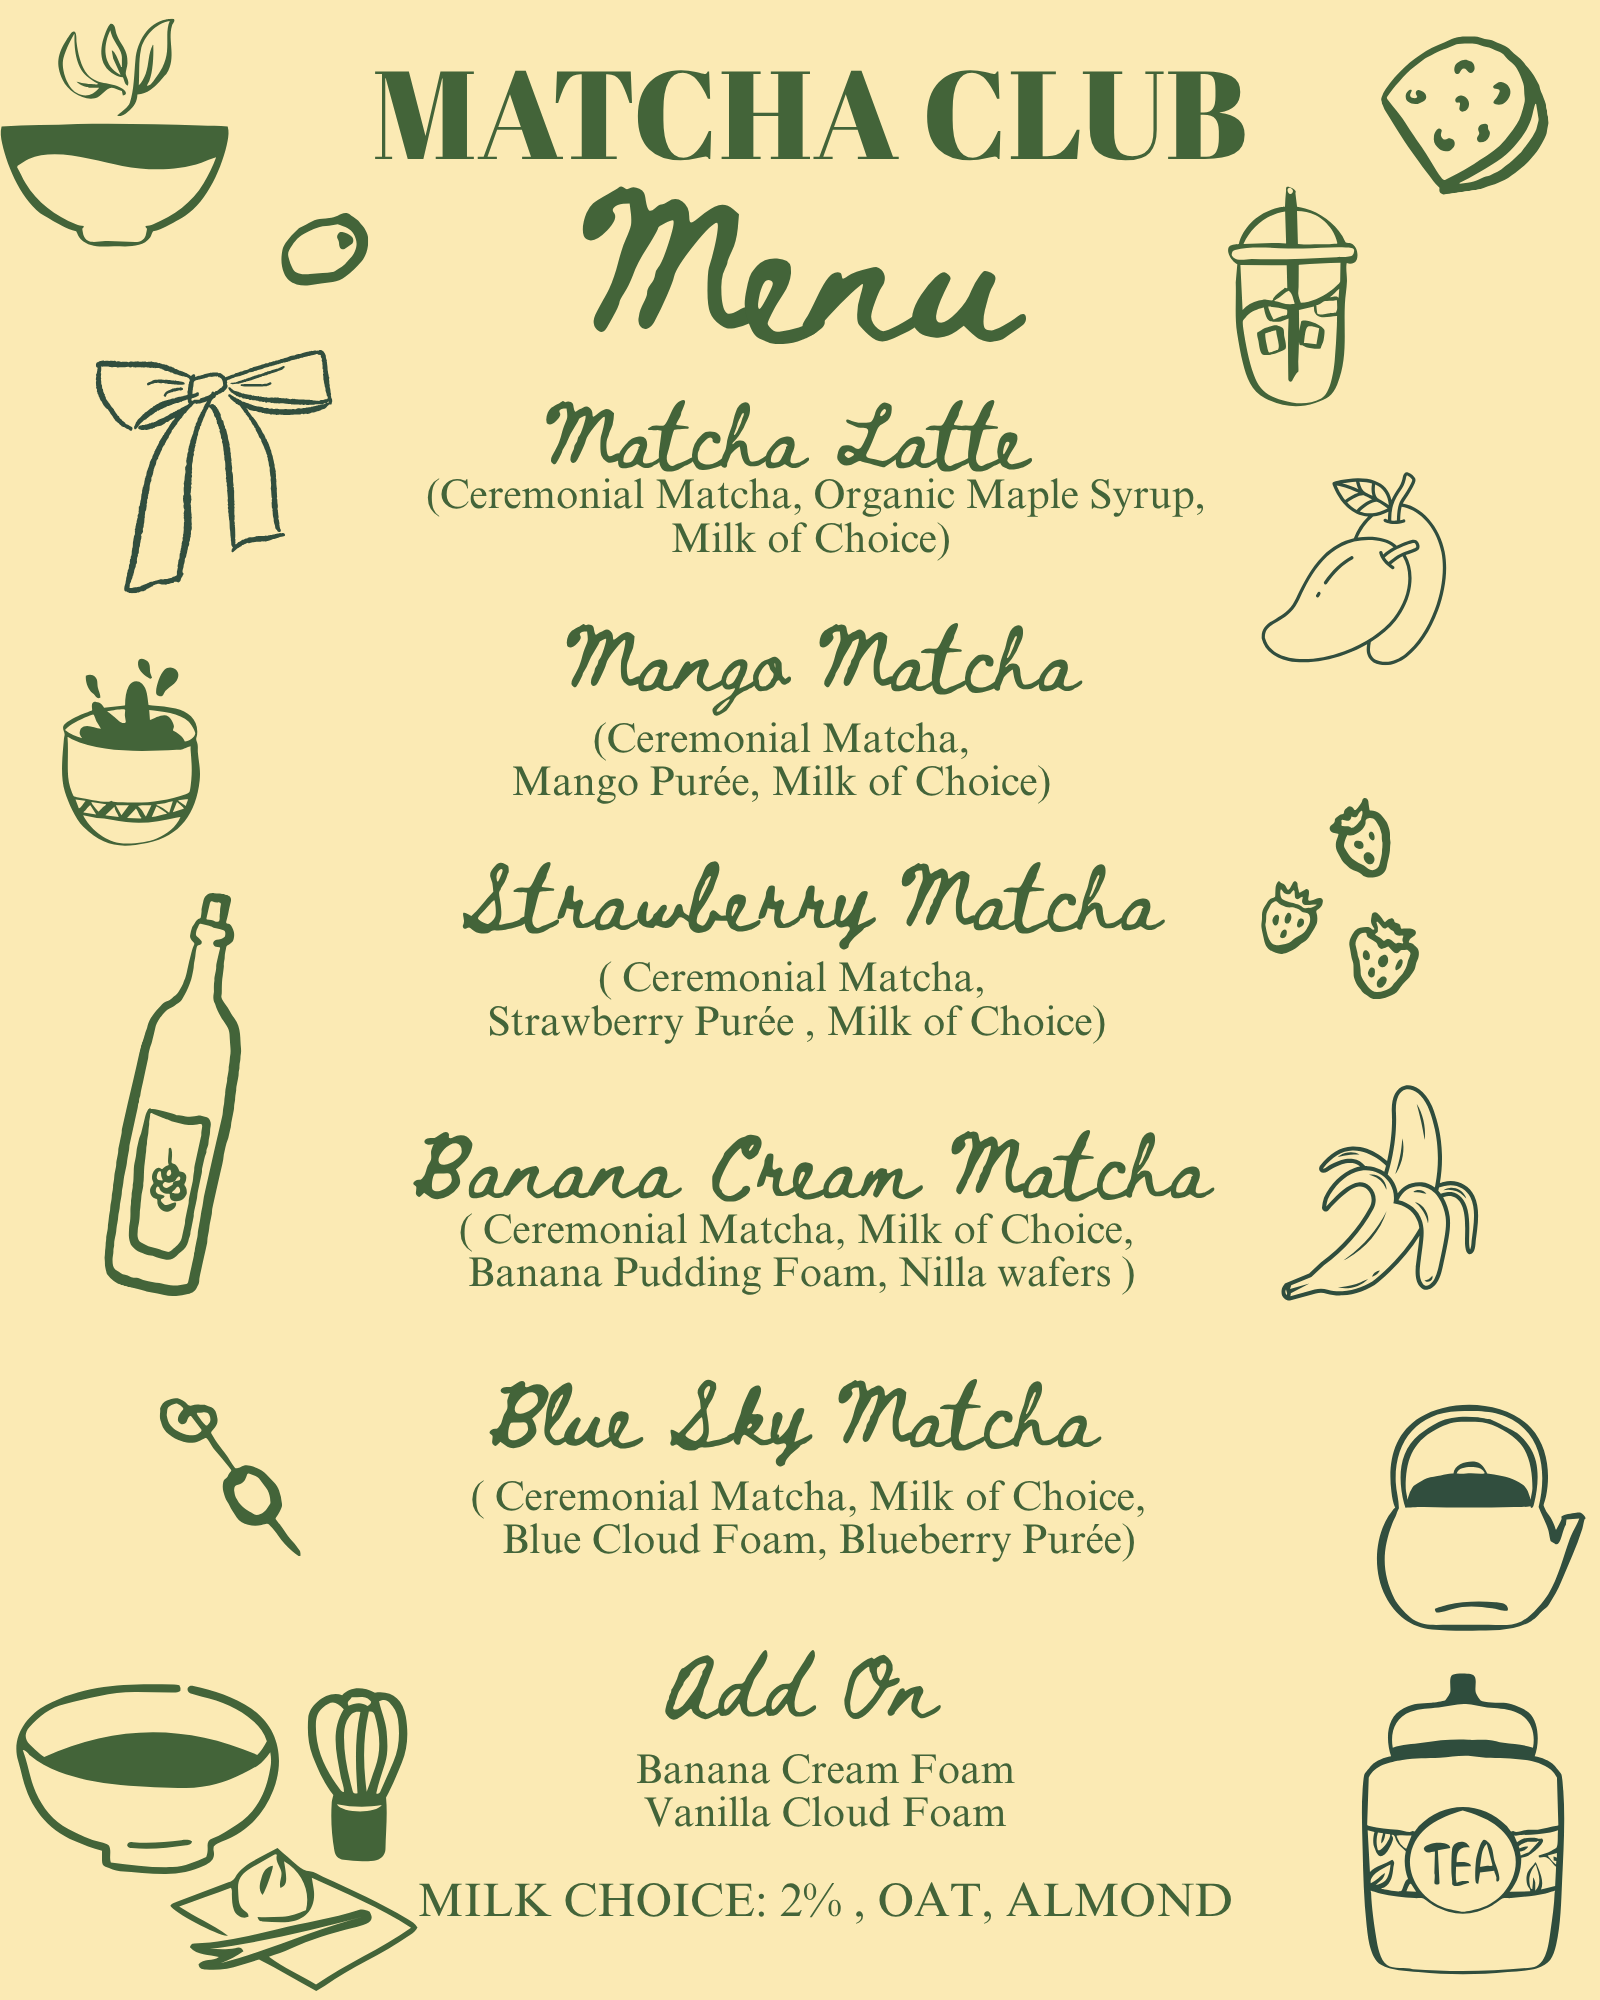 MATCHA CLUB
Menu
Matcha Latte
(Ceremonial Matcha, Organic Maple Syrup,
Milk of Choice)
Mango Matcha
(Ceremonial Matcha,
Mango Purée, Milk of Choice)
Strawberry Matcha
( Ceremonial Matcha,
Strawberry Purée , Milk of Choice)
Banana Cream Matcha
( Ceremonial Matcha, Milk of Choice,
Banana Pudding Foam, Nilla wafers )
Blue Sky Matcha
( Ceremonial Matcha, Milk of Choice,
Blue Cloud Foam, Blueberry Purée)
Add On
Banana Cream Foam
Vanilla Cloud Foam
MILK CHOICE: 2% , OAT, ALMOND
TEA